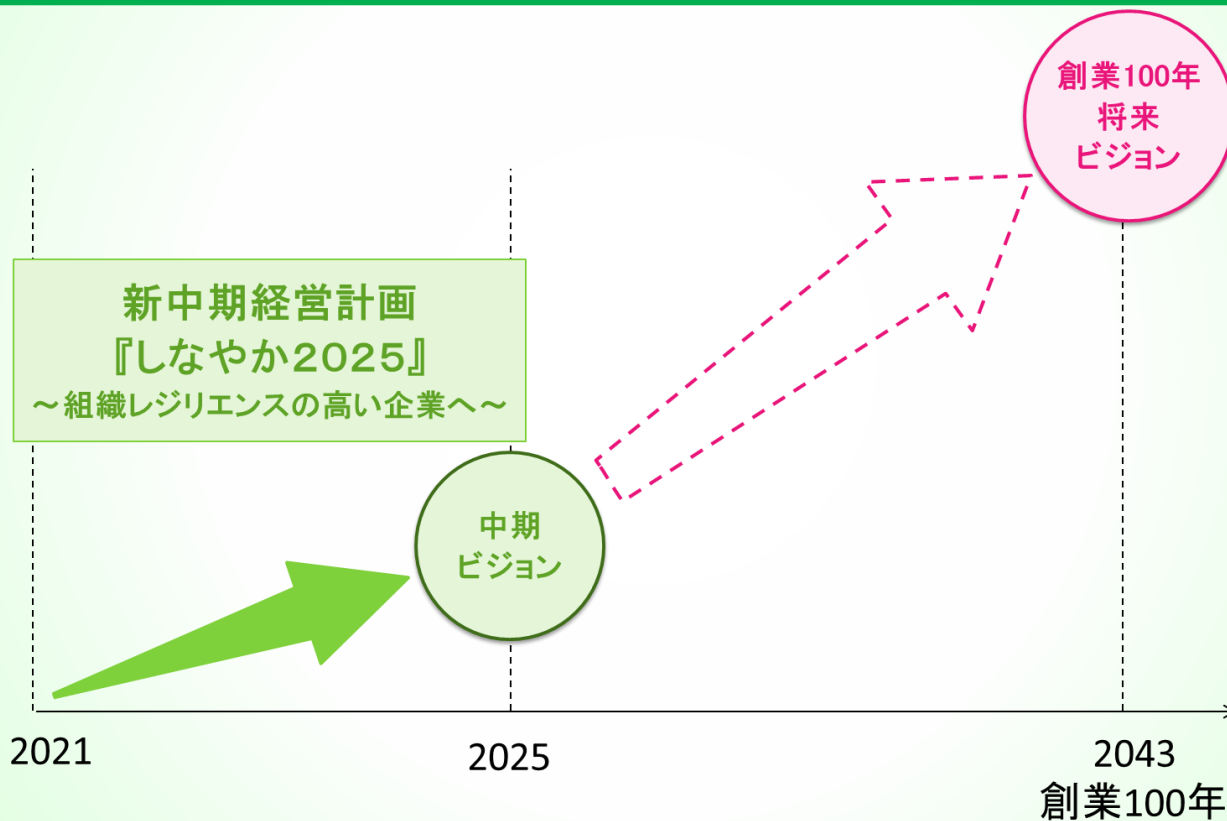 創業100年
将来
ビジョン
新中期経営計画
『しなやか2025』
～組織レジリエンスの高い企業へ～
中期
ビジョン
2021
2025
2043
創業100年